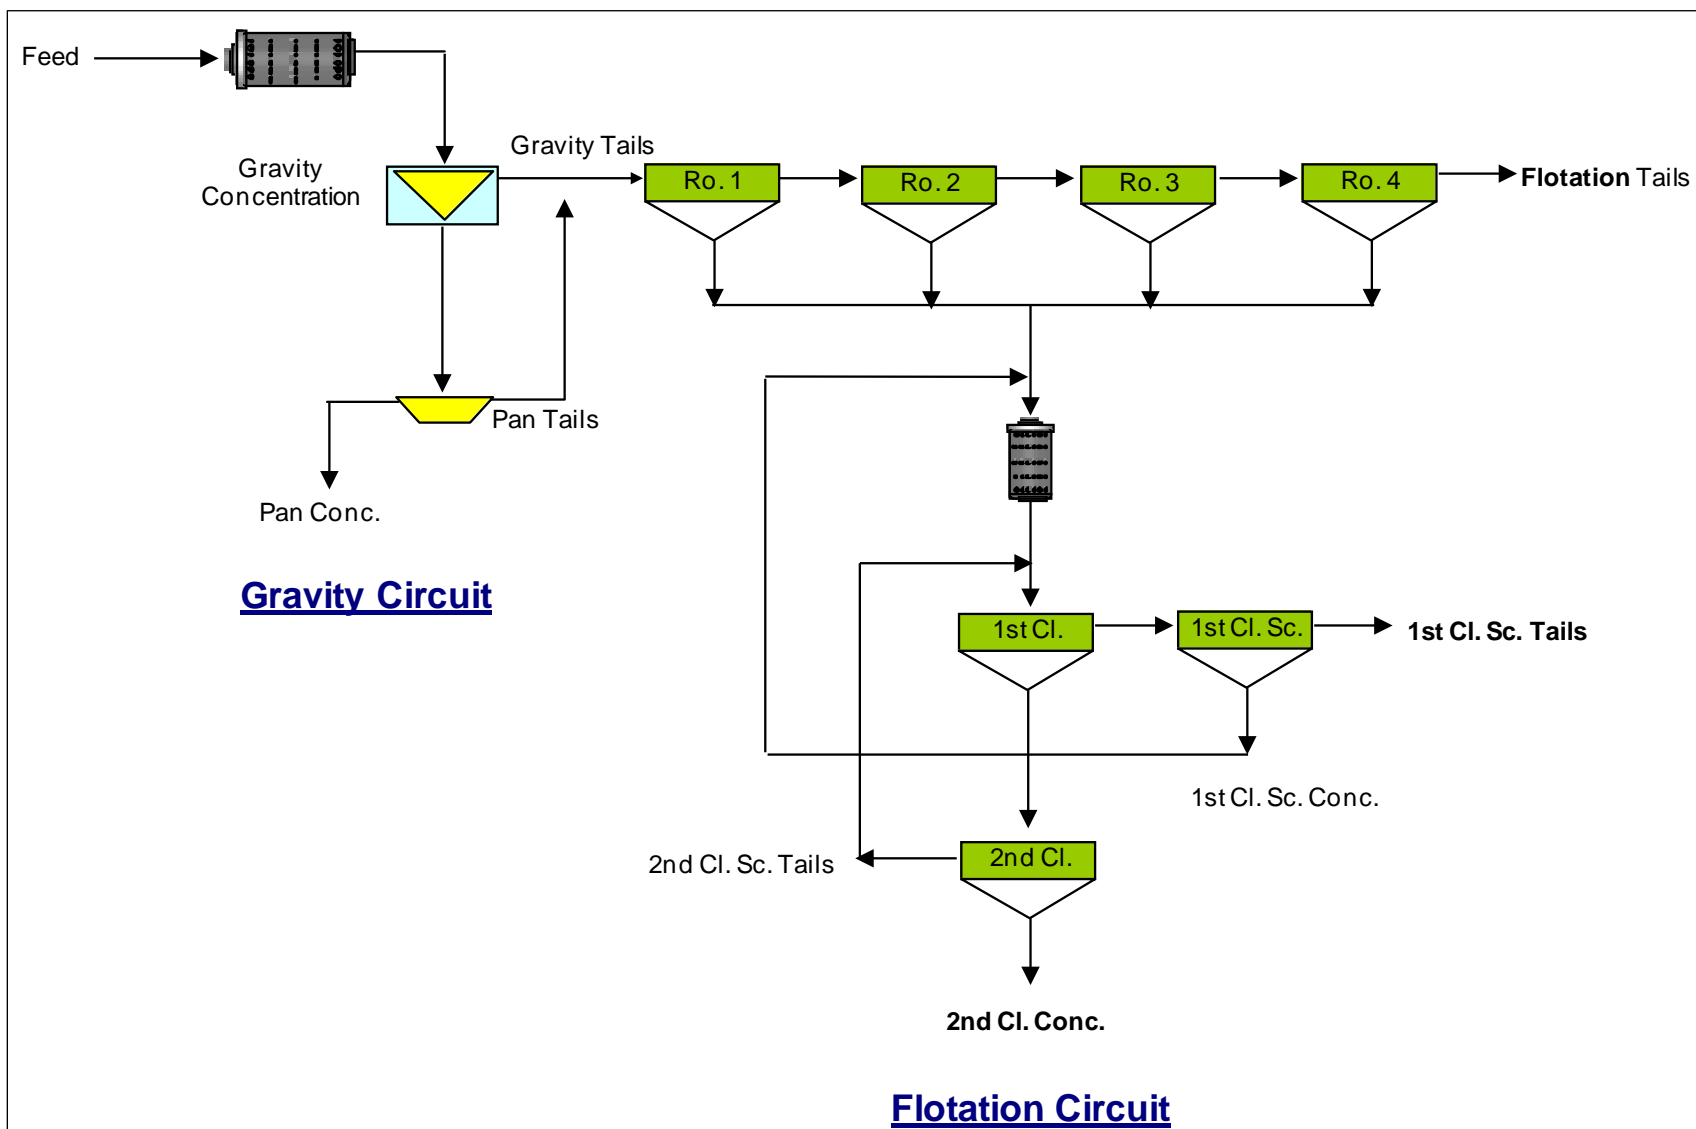 Feed
Gravity Tails
Gravity
Concentration
Ro. 1
Ro. 2
Ro. 3
Ro. 4
Flotation Tails
Pan Tails
Pan Conc.
Gravity Circuit
1st Cl.
1st Cl. Sc.
1st Cl. Sc. Tails
1st Cl. Sc. Conc.
2nd Cl. Sc. Tails
2nd Cl.
2nd Cl. Conc.
Flotation Circuit